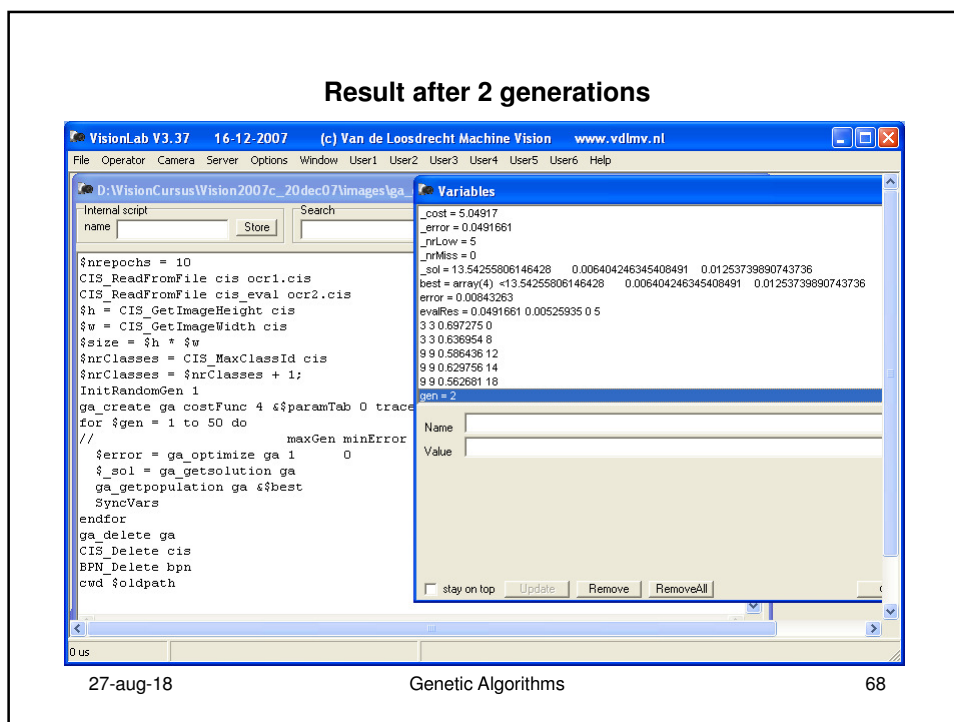 Result after 2 generations
VisionLab V3.37 16-12-2007 (c) Van de Loosdrecht Machine Vision www.vdlmv.nl
File Operator Camera Server Options Window User1 User2 User3 User4 User5 User6 Help
D:\VisionCursus\Vision2007c_20dec07\images\ga_
Internal script
name
Store
Search
$nrepochs = 10
CIS_ReadFromFile cis ocr1.cis
CIS_ReadFromFile cis_eval ocr2.cis
$h = CIS_GetImageHeight cis
$w = CIS_GetImageWidth cis
$size = $h * $w
$nrClasses = CIS_MaxClassId cis
$nrClasses = $nrClasses + 1;
InitRandomGen 1
ga_create ga costFunc 4 &$paramTab 0 trace
for $gen = 1 to 50 do
// maxGen minError
$error = ga_optimize ga 1 0
$_sol = ga_getsolution ga
ga_getpopulation ga &$best
SyncVars
endfor
ga_delete ga
CIS_Delete cis
BPN_Delete bpn
cwd $oldpath
Variables
_cost = 5.04917
_error = 0.0491661
_nrLow = 5
_nrMiss = 0
_sol = 13.54255806146428 0.006404246345408491 0.01253739890743736
best = array(4) <13.54255806146428 0.006404246345408491 0.01253739890743736
error = 0.00843263
evalRes = 0.0491661 0.00525935 0 5
3 3 0.697275 0
3 3 0.636954 8
9 9 0.586436 12
9 9 0.629756 14
9 9 0.562681 18
gen = 2
Name
Value
stay on top Update Remove RemoveAll
0 us
27-aug-18 Genetic Algorithms 68